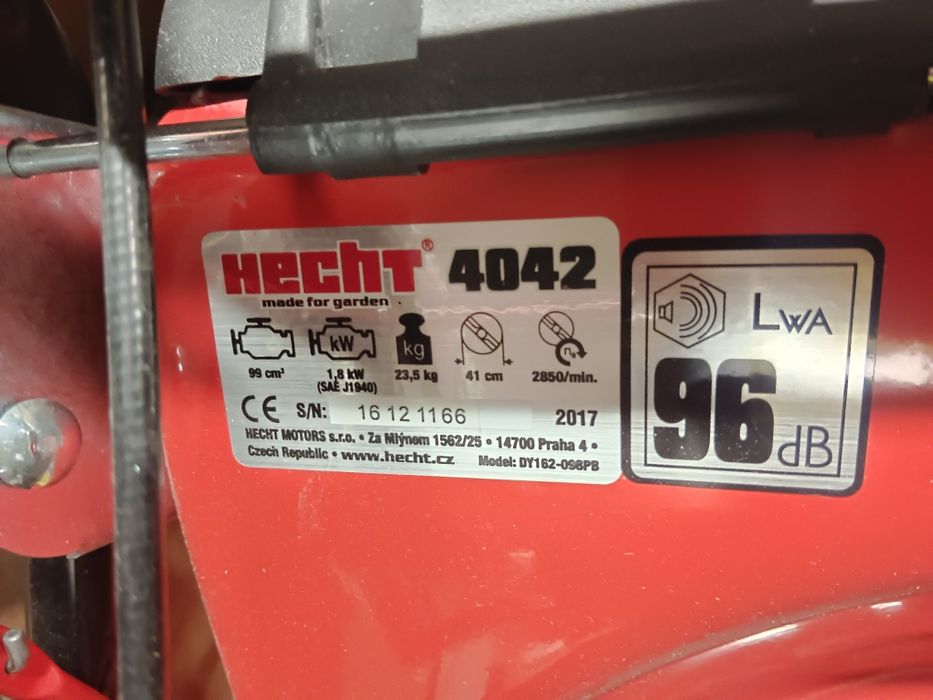 HECHT® 4042
made for garden
kW
kg
99 cm³ 1,8 kW 23,5 kg 41 cm 2850/min.
(SAE J1940)
CE S/N: 16 12 1166 2017
HECHT MOTORS s.r.o. • Za Mlýnem 1562/25 • 14700 Praha 4 •
Czech Republic • www.hecht.cz Model: DY162-096PB
LWA
96 dB